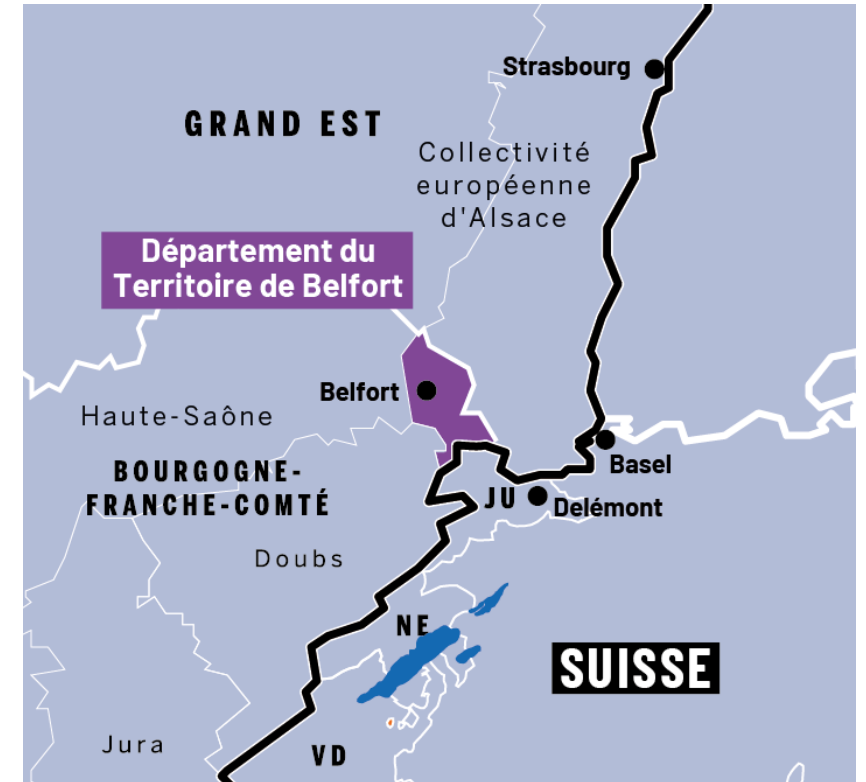 Strasbourg
GRAND EST
Collectivité
européenne
d'Alsace
Département du
Territoire de Belfort
Belfort
Haute-Saône
Basel
BOURGOGNE-
FRANCHE-COMTÉ
JU
Delémont
Doubs
NE
SUISSE
Jura
VD